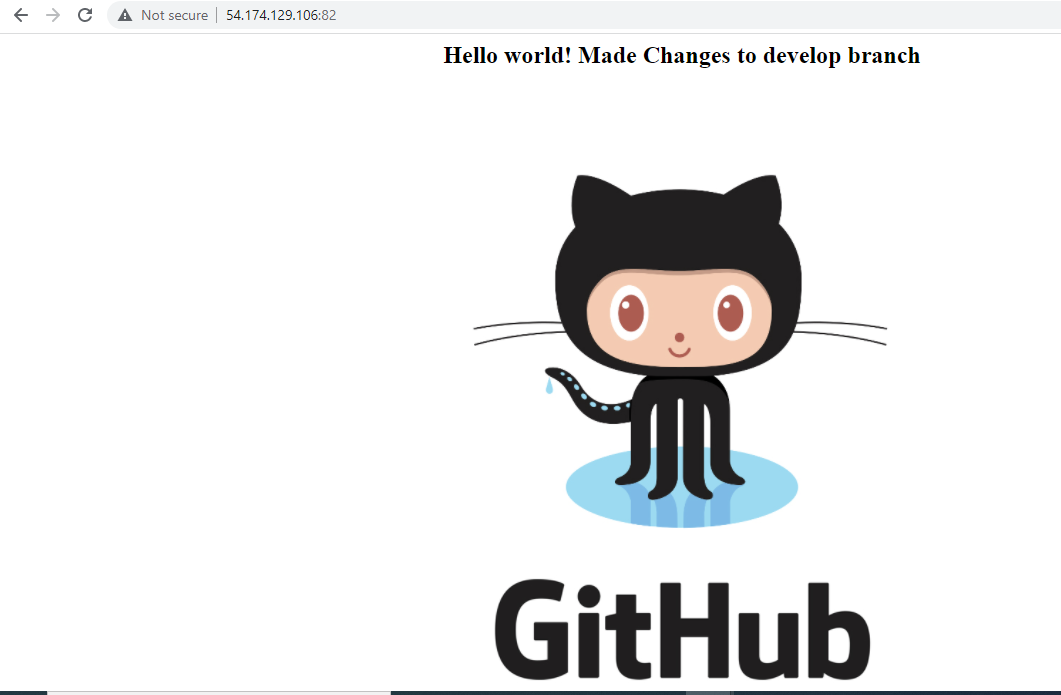 Not secure | 54.174.129.106:82
Hello world! Made Changes to develop branch
GitHub